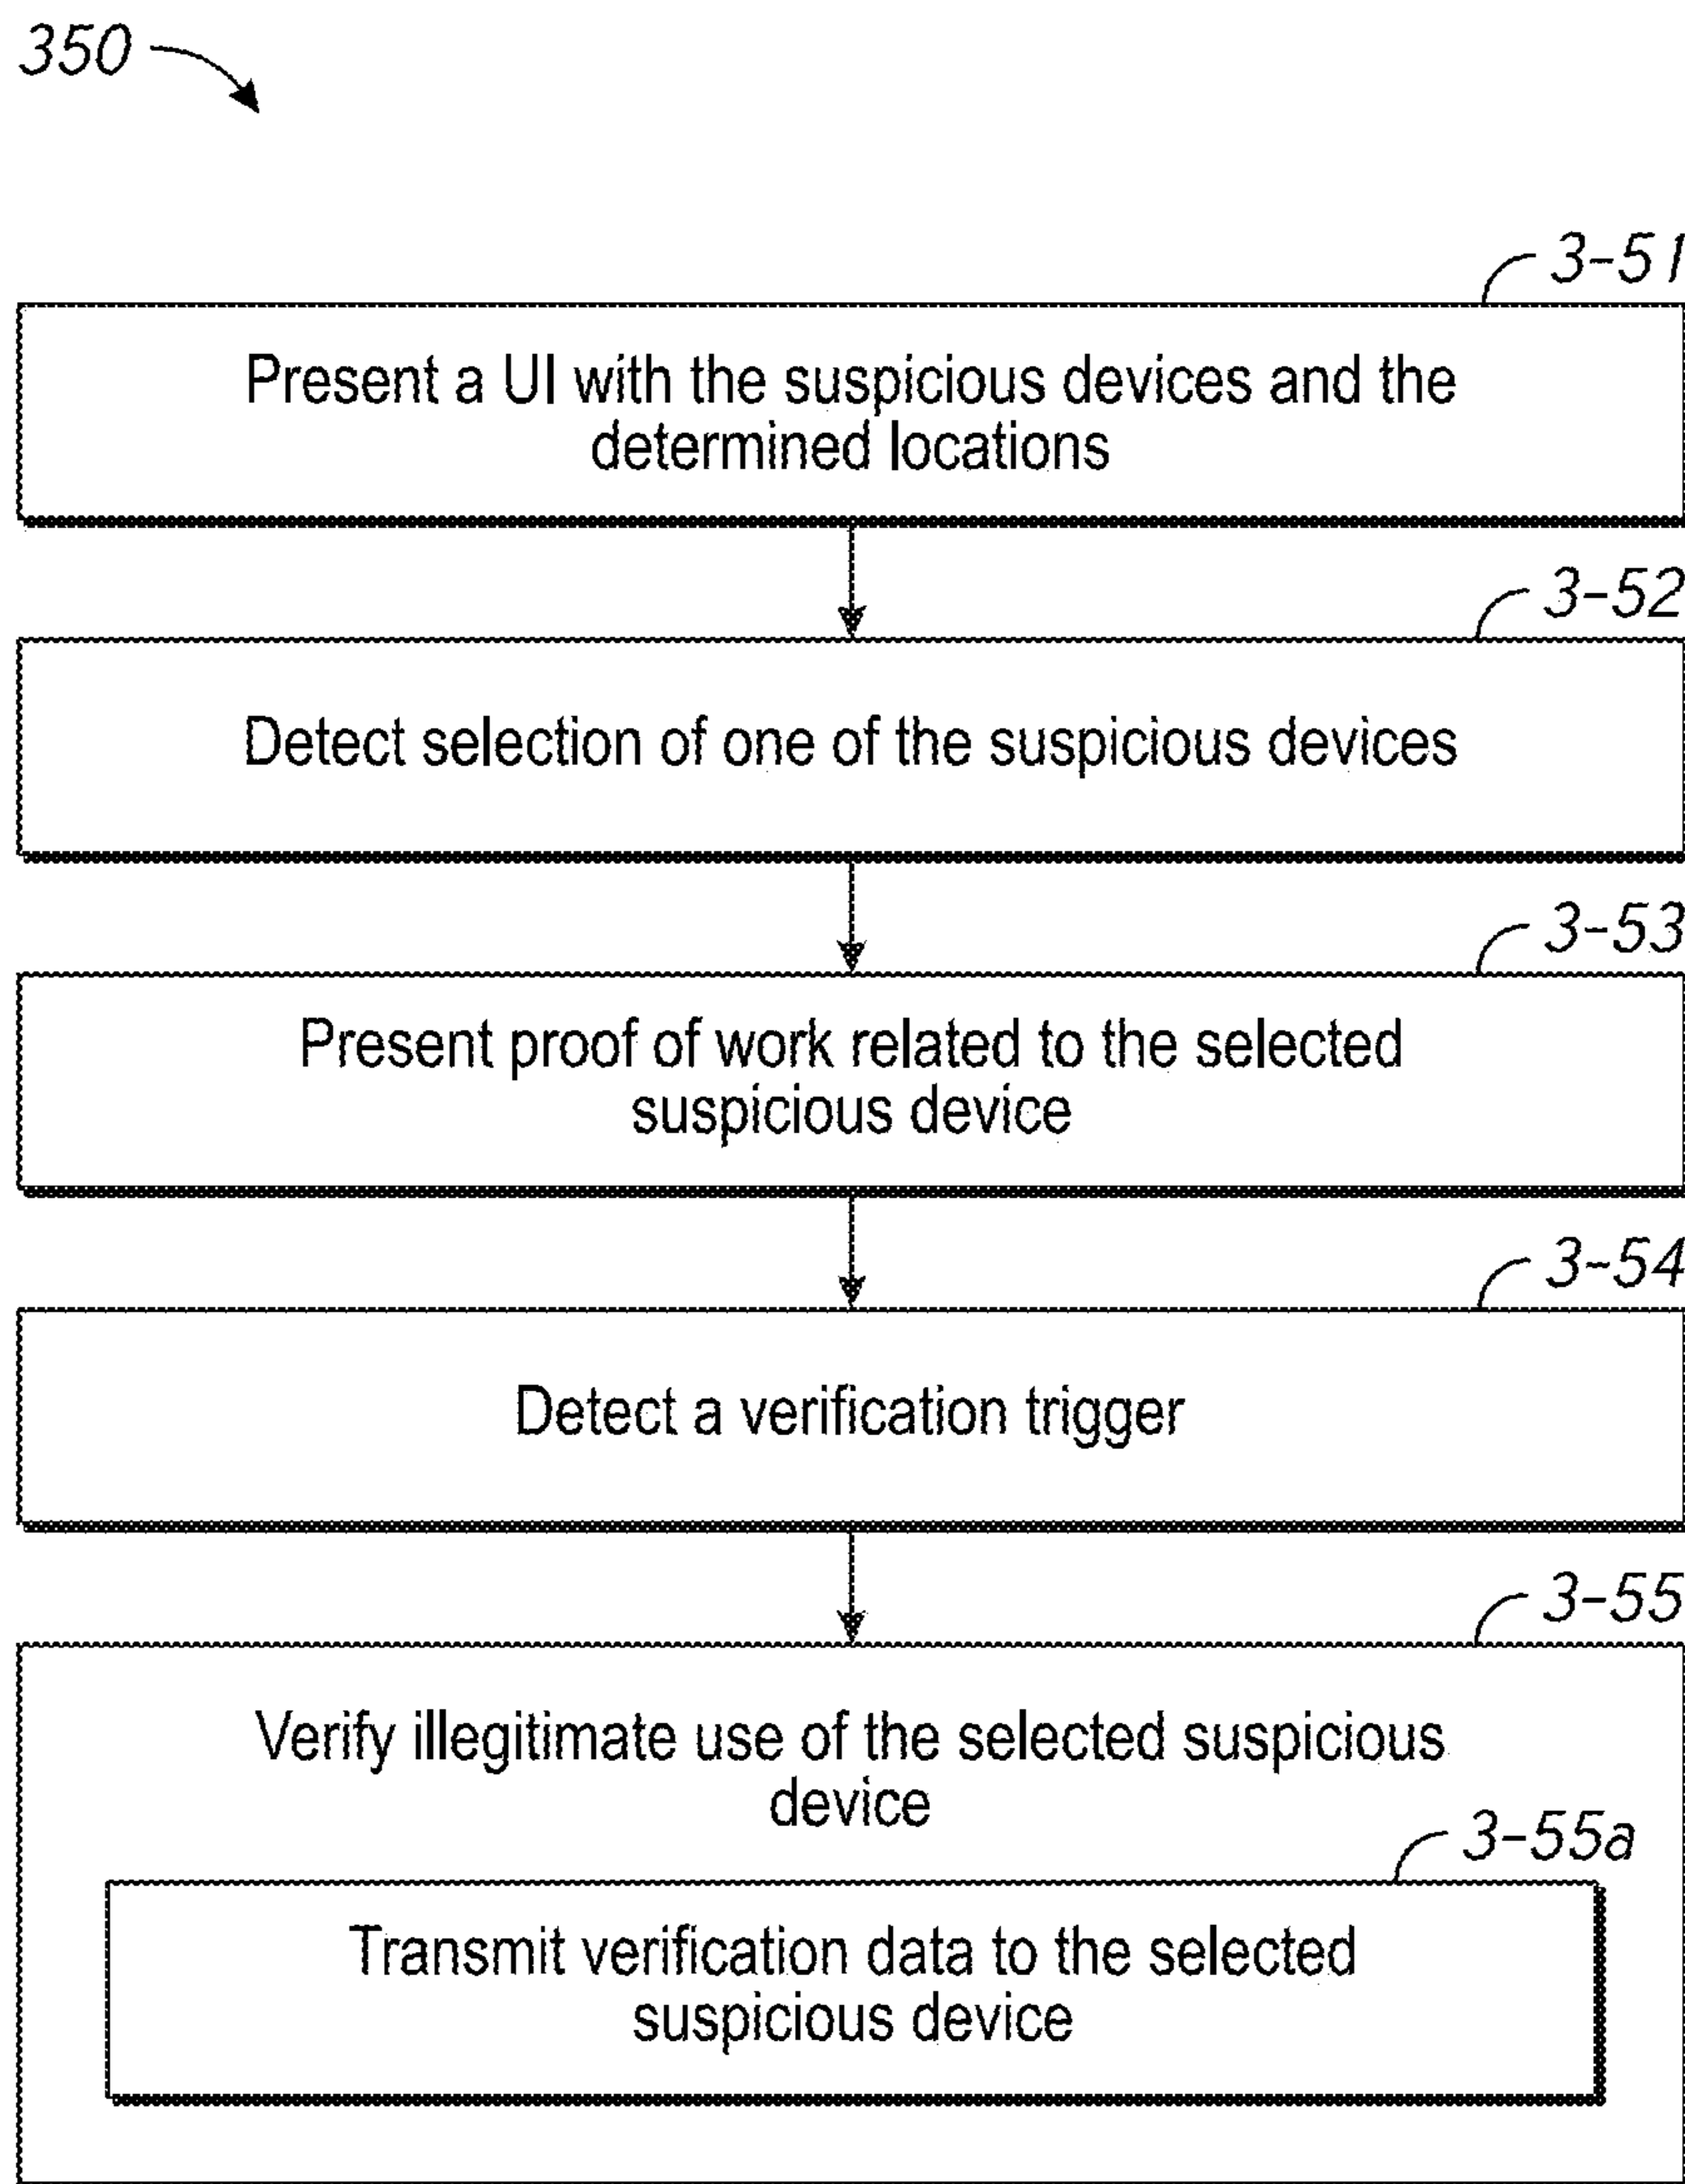 350
3-51
Present a UI with the suspicious devices and the
determined locations
3-52
Detect selection of one of the suspicious devices
3-53
Present proof of work related to the selected
suspicious device
3-54
Detect a verification trigger
3-55
Verify illegitimate use of the selected suspicious
device
3-55a
Transmit verification data to the selected
suspicious device